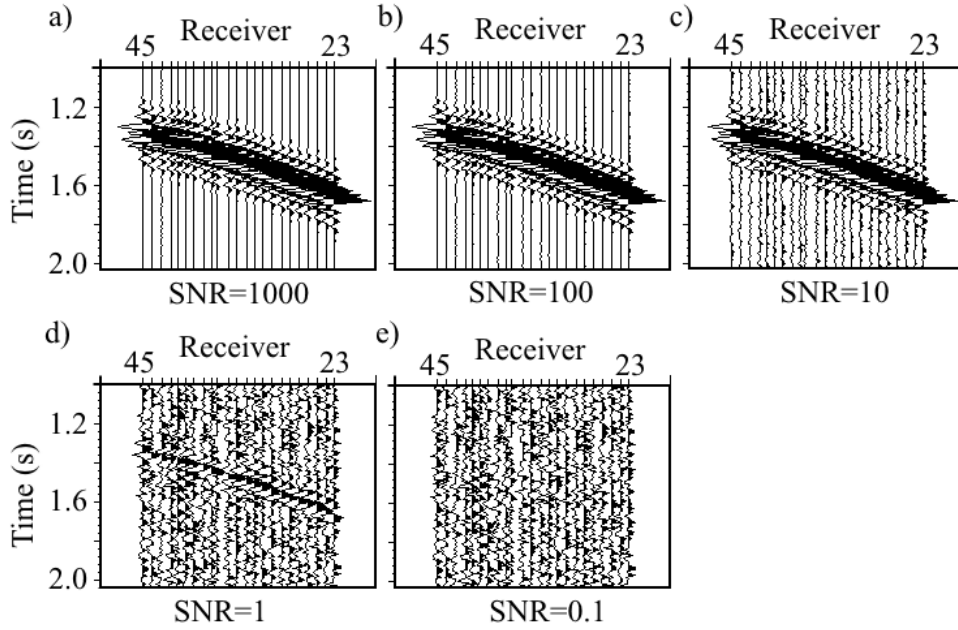 a) b) c)
Receiver Receiver Receiver
45 23 45 23 45 23
Time (s)
1.2
1.6
2.0
SNR=1000 SNR=100 SNR=10
d) e)
Receiver Receiver
45 23 45 23
Time (s)
1.2
1.6
2.0
SNR=1 SNR=0.1